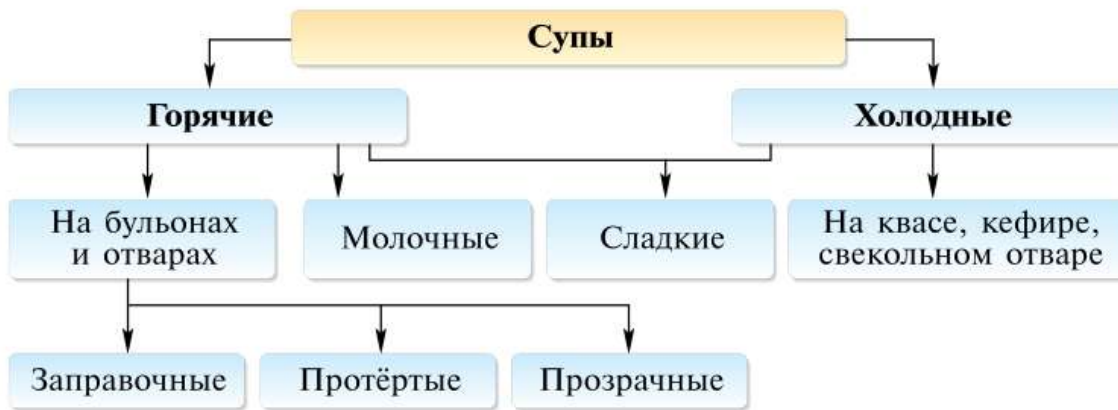 Супы
Горячие
Холодные
На бульонах
и отварах
Молочные
Сладкие
На квасе, кефире,
свекольном отваре
Заправочные
Протёртые
Прозрачные